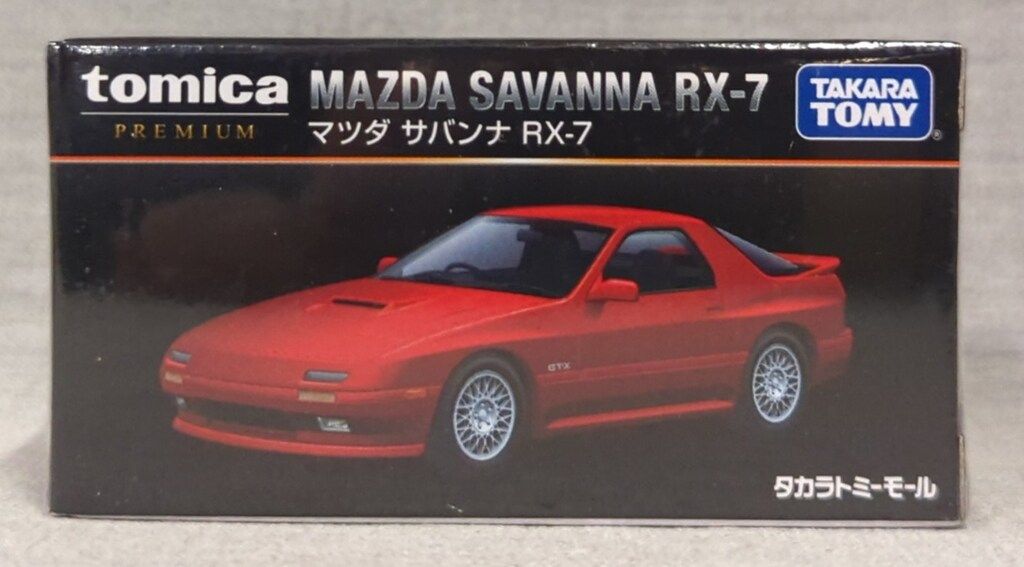 tomica
PREMIUM
MAZDA SAVANNA RX-7
マツダ サバンナ RX-7
TAKARA
TOMY
®
GTX
タカラトミーモール